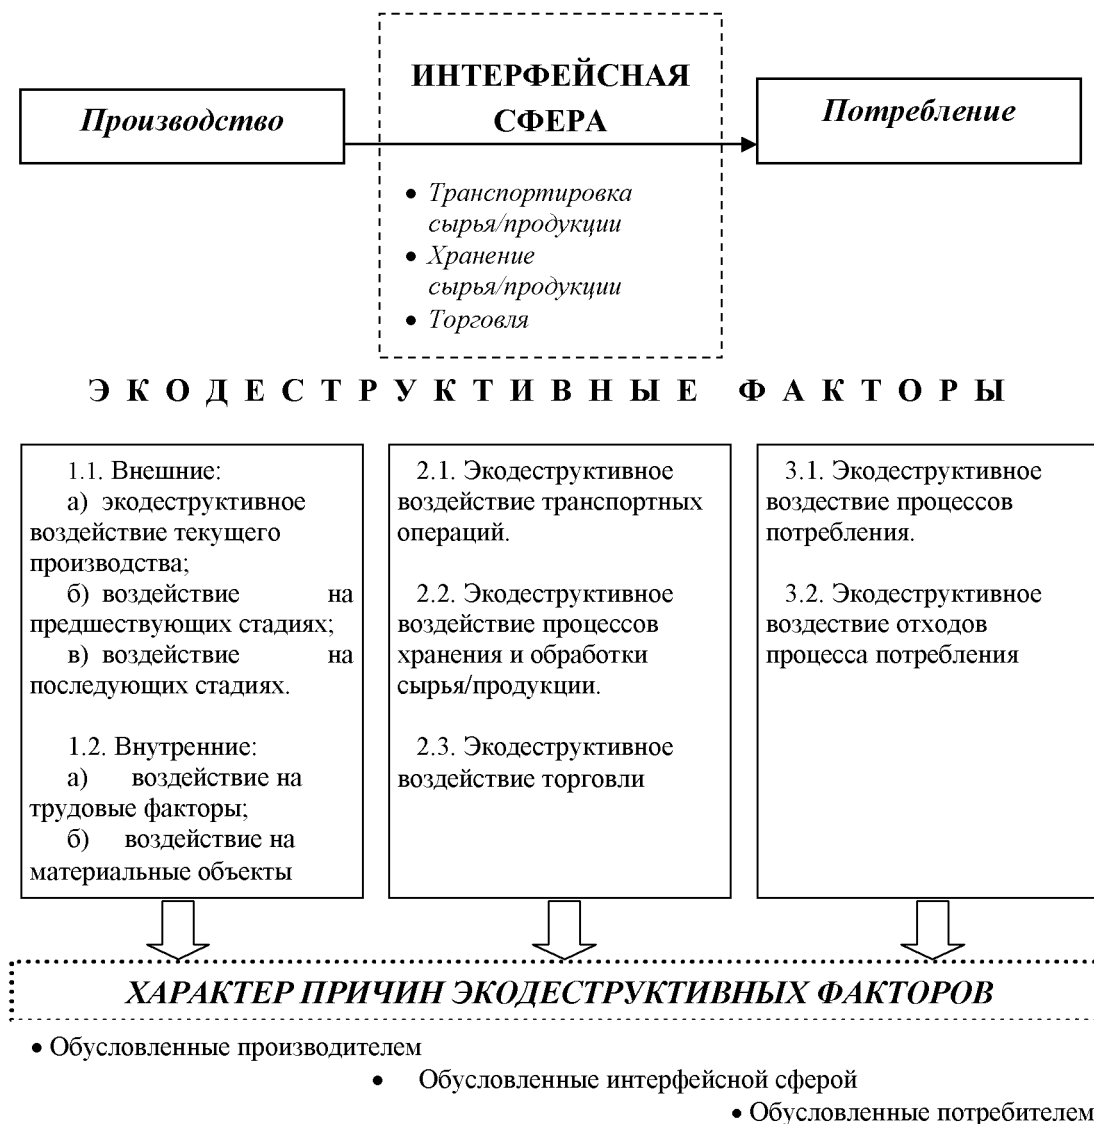 Производство
ИНТЕРФЕЙСНАЯ
СФЕРА
Потребление
• Транспортировка
сырья/продукции
• Хранение
сырья/продукции
• Торговля
ЭКОДЕСТРУКТИВНЫЕ ФАКТОРЫ
1.1. Внешние:
а) экодеструктивное
воздействие текущего
производства;
б) воздействие на
предшествующих стадиях;
в) воздействие на
последующих стадиях.
1.2. Внутренние:
а) воздействие на
трудовые факторы;
б) воздействие на
материальные объекты
2.1. Экодеструктивное
воздействие транспортных
операций.
2.2. Экодеструктивное
воздействие процессов
хранения и обработки
сырья/продукции.
2.3. Экодеструктивное
воздействие торговли
3.1. Экодеструктивное
воздествие процессов
потребления.
3.2. Экодеструктивное
воздествие отходов
процесса потребления
ХАРАКТЕР ПРИЧИН ЭКОДЕСТРУКТИВНЫХ ФАКТОРОВ
• Обусловленные производителем
• Обусловленные интерфейсной сферой
• Обусловленные потребителем